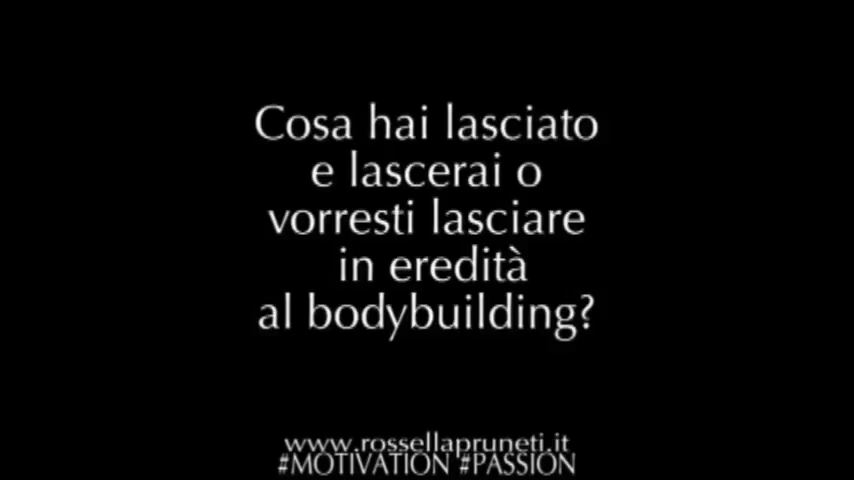 Cosa hai lasciato
e lascerai o
vorresti lasciare
in eredità
al bodybuilding?
www.rossellapruneti.it
#MOTIVATION #PASSION